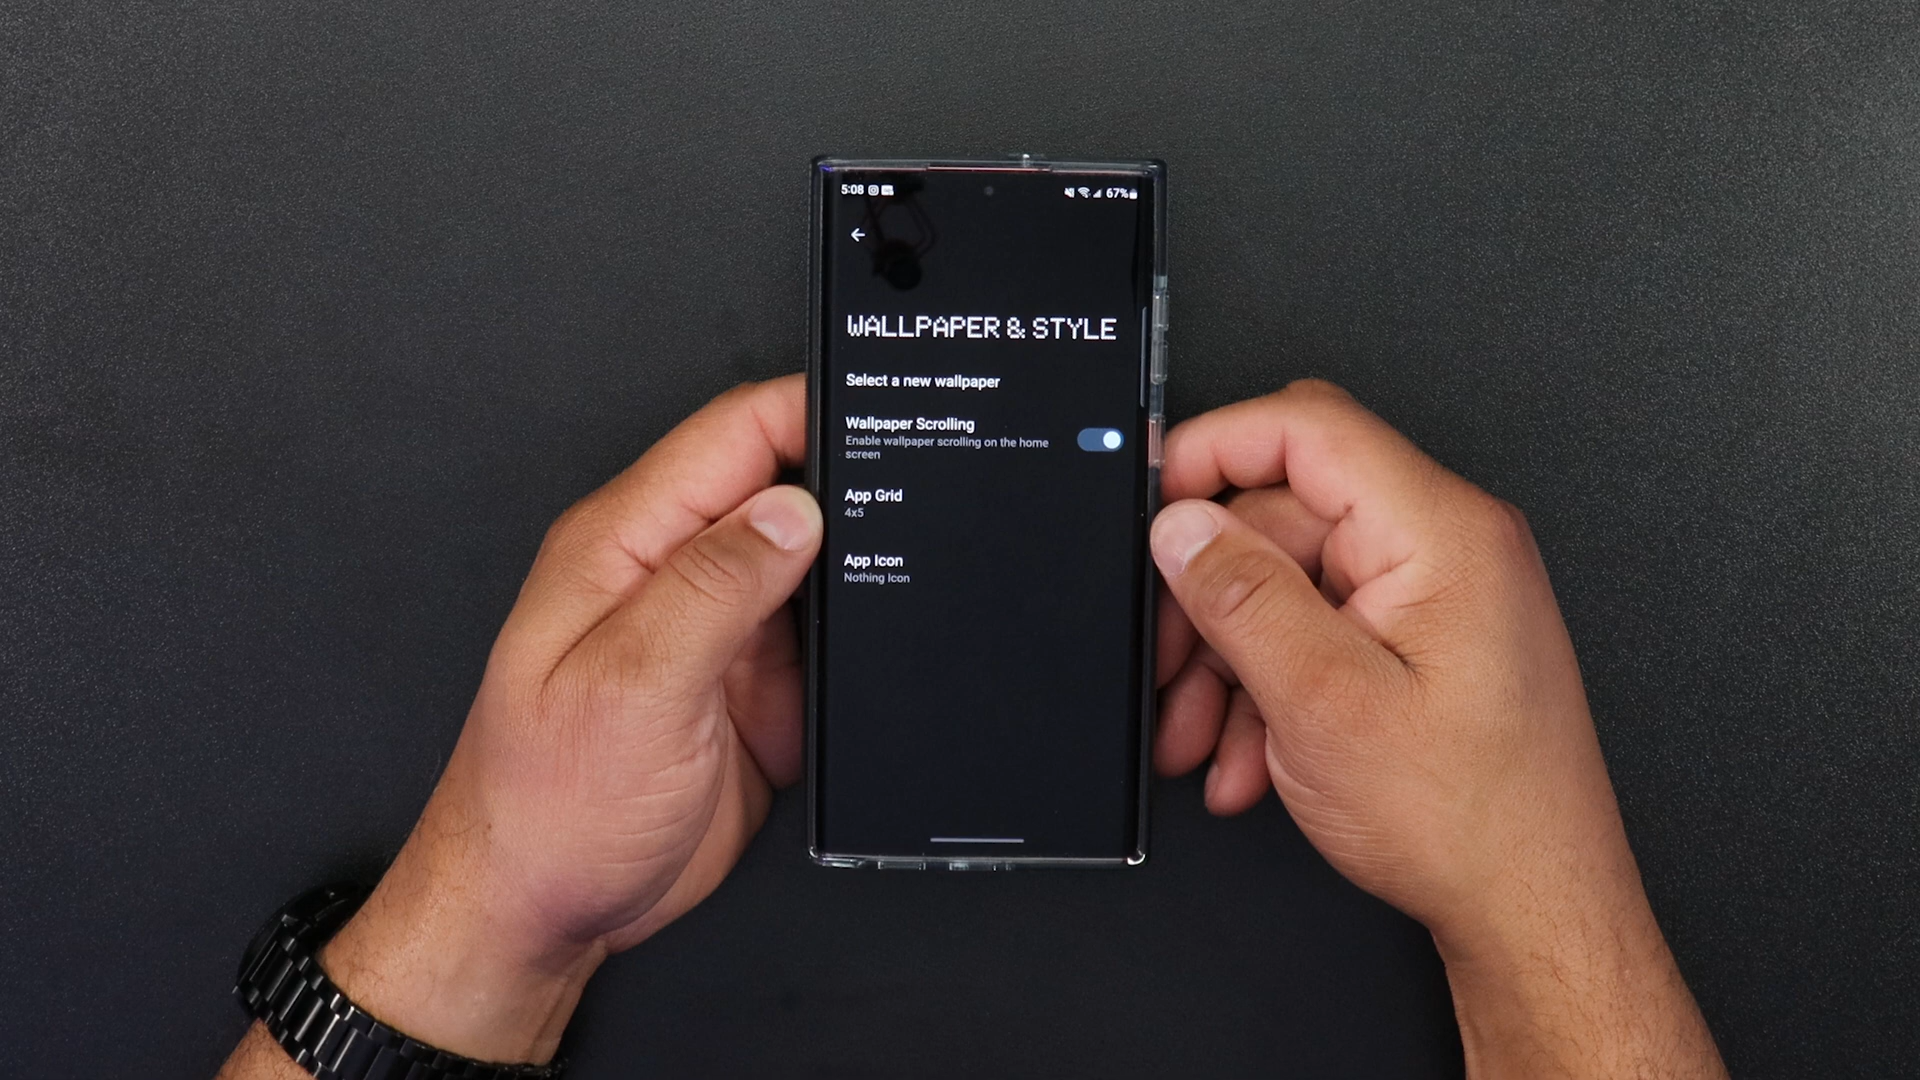 5:08 67%
WALLPAPER & STYLE
Select a new wallpaper
Wallpaper Scrolling
Enable wallpaper scrolling on the home
screen
App Grid
4x5
App Icon
Nothing Icon